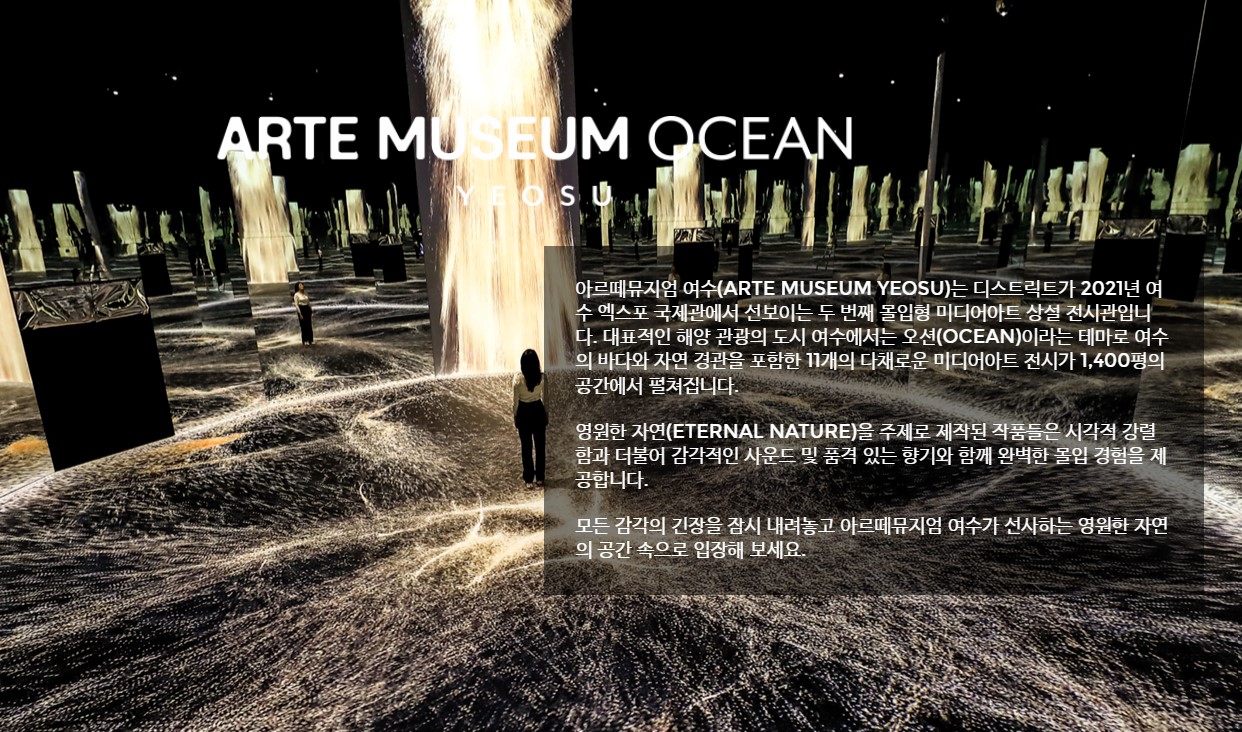 ARTE MUSEUM OCEAN
YEOSU
아르떼뮤지엄 여수(ARTE MUSEUM YEOSU)는 디스트릭트가 2021년 여
수 엑스포 국제관에서 선보이는 두 번째 몰입형 미디어아트 상설 전시관입니
다. 대표적인 해양 관광의 도시 여수에서는 오션(OCEAN)이라는 테마로 여수
의 바다와 자연 경관을 포함한 11개의 다채로운 미디어아트 전시가 1,400평의
공간에서 펼쳐집니다.
영원한 자연(ETERNAL NATURE)을 주제로 제작된 작품들은 시각적 강렬
함과 더불어 감각적인 사운드 및 품격 있는 향기와 함께 완벽한 몰입 경험을 제
공합니다.
모든 감각의 긴장을 잠시 내려놓고 아르떼뮤지엄 여수가 선사하는 영원한 자연
의 공간 속으로 입장해 보세요.